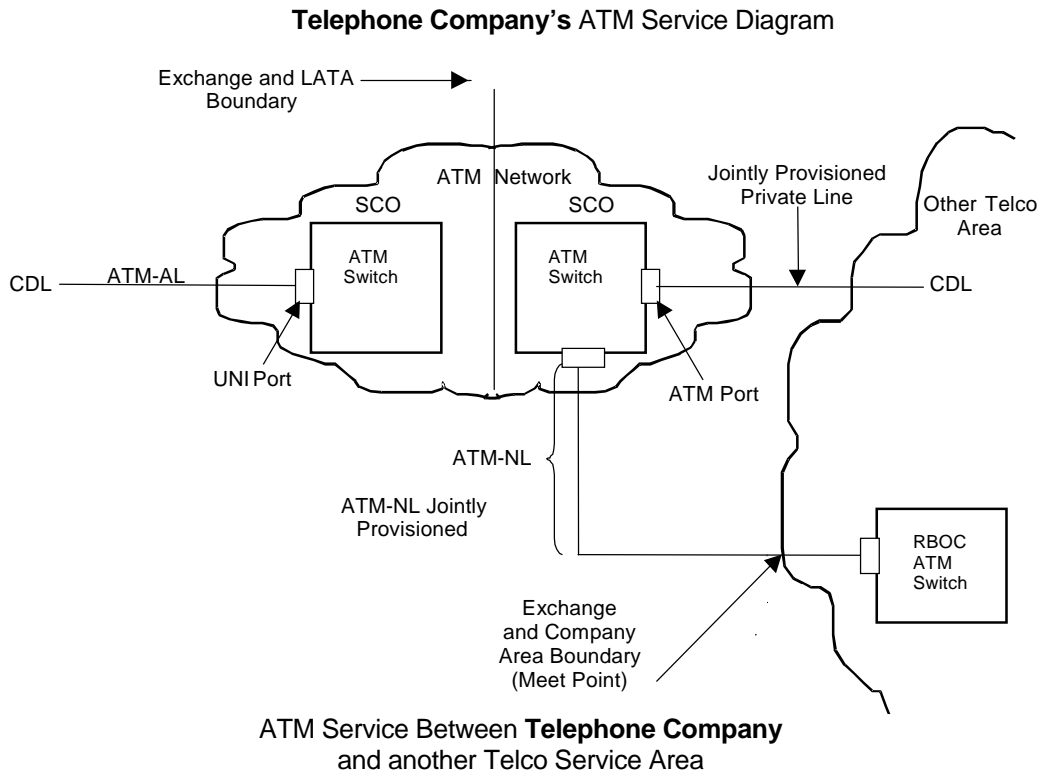 Telephone Company’s ATM Service Diagram
Exchange and LATA
Boundary
ATM Network
SCO
SCO
Jointly Provisioned
Private Line
Other Telco
Area
ATM
Switch
ATM
Switch
CDL
ATM-AL
CDL
UNI Port
ATM Port
ATM-NL
ATM-NL Jointly
Provisioned
RBOC
ATM
Switch
Exchange
and Company
Area Boundary
(Meet Point)
ATM Service Between Telephone Company
and another Telco Service Area